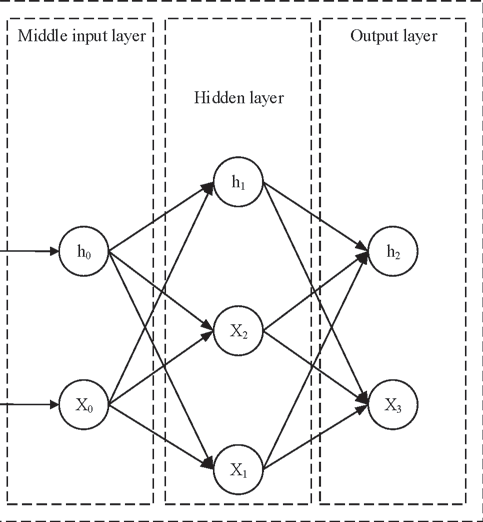 Middle input layer
Hidden layer
Output layer
h₁
h₀
h₂
X₂
X₀
X₃
X₁